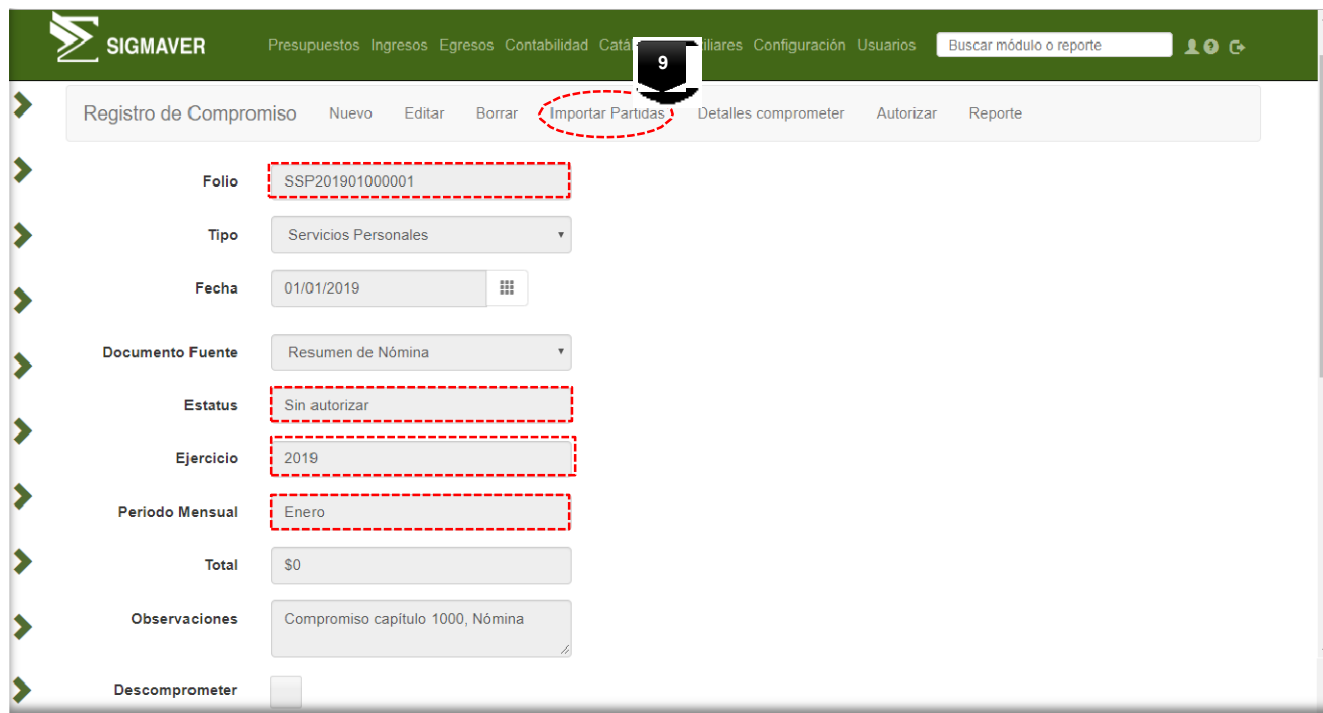 SIGMAVER Presupuestos Ingresos Egresos Contabilidad Configuración Usuarios Buscar módulo o reporte
9
Registro de Compromiso Nuevo Editar Borrar Importar Partidas Detalles comprometer Autorizar Reporte
Folio SSP201901000001
Tipo Servicios Personales
Fecha 01/01/2019
Documento Fuente Resumen de Nómina
Estatus Sin autorizar
Ejercicio 2019
Periodo Mensual Enero
Total $0
Observaciones Compromiso capítulo 1000, Nómina
Descomprometer